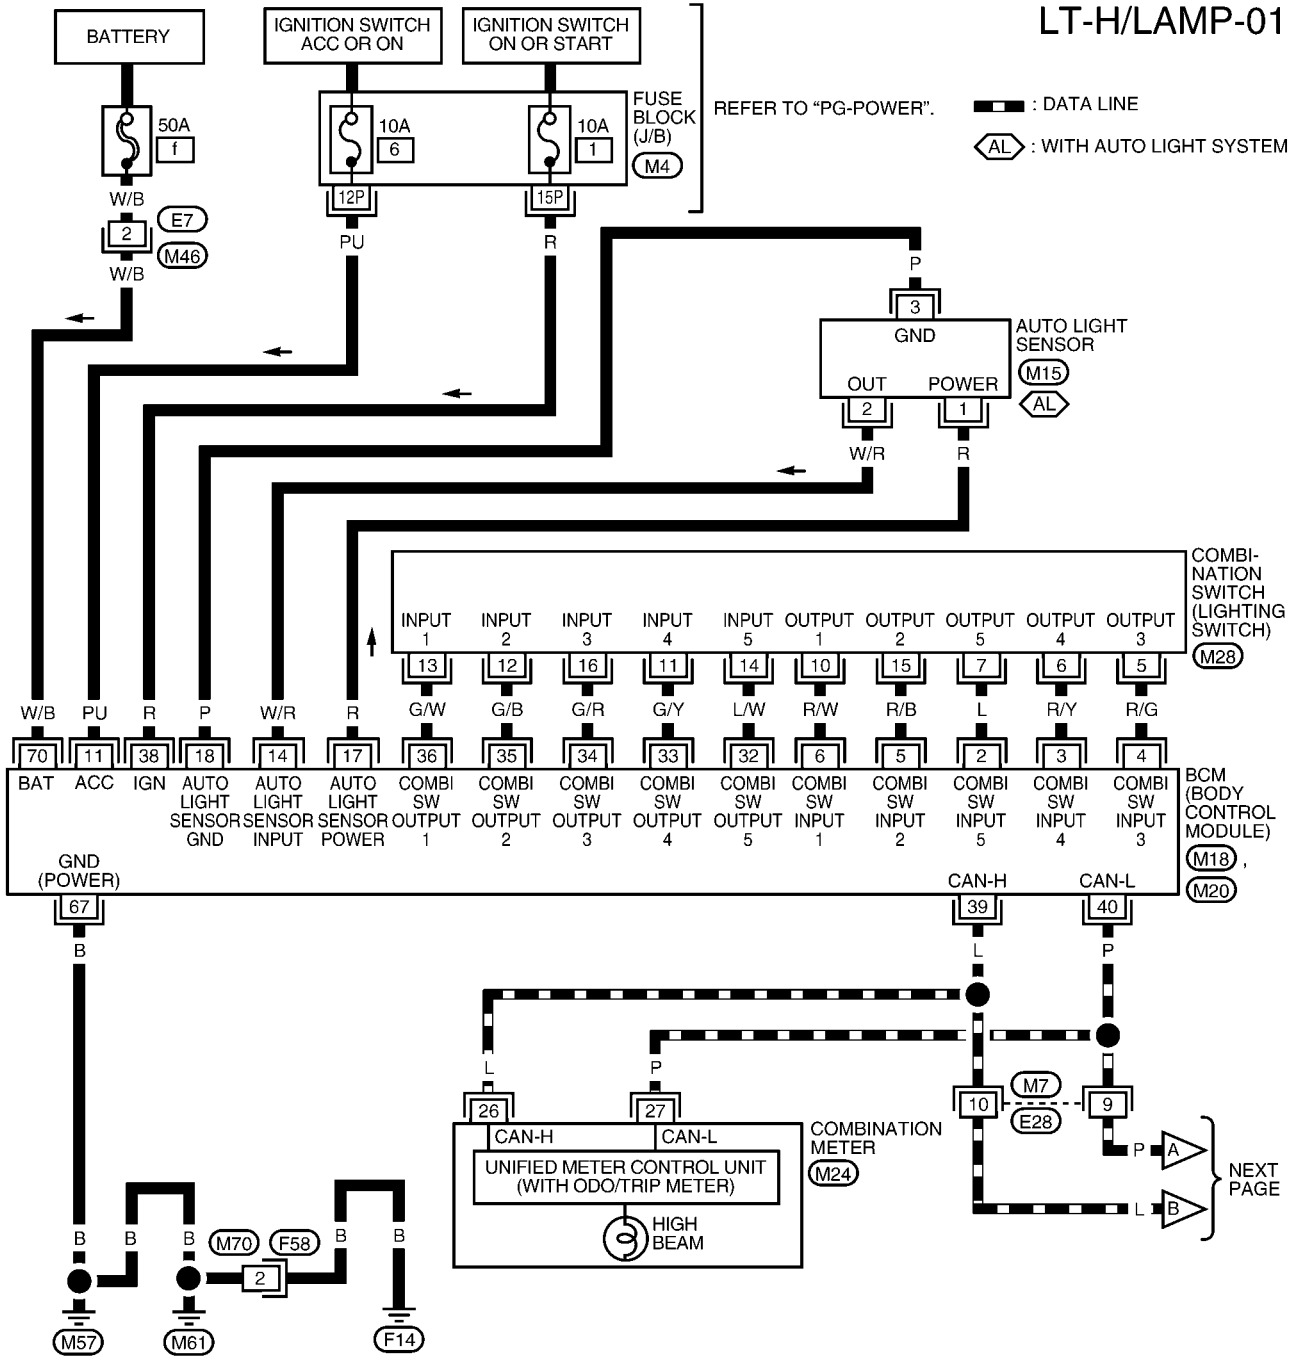 LT-H/LAMP-01
BATTERY
IGNITION SWITCH
ACC OR ON
IGNITION SWITCH
ON OR START
50A
f
10A
6
10A
1
FUSE
BLOCK
(J/B)
M4
REFER TO “PG-POWER”.
: DATA LINE
AL : WITH AUTO LIGHT SYSTEM
12P
15P
W/B
2
E7
M46
W/B
PU
R
P
3
GND
AUTO LIGHT
SENSOR
M15
AL
OUT
POWER
2
1
W/R
R
COMBI-
NATION
SWITCH
(LIGHTING
SWITCH)
M28
INPUT
1
INPUT
2
INPUT
3
INPUT
4
INPUT
5
OUTPUT
1
OUTPUT
2
OUTPUT
5
OUTPUT
4
OUTPUT
3
13 12 16 11 14 10 15 7 6 5
W/B PU R P W/R R G/W G/B G/R G/Y L/W R/W R/B L R/Y R/G
70 11 38 18 14 17 36 35 34 33 32 6 5 2 3 4
BAT
ACC
IGN
AUTO
LIGHT
SENSOR
GND
AUTO
LIGHT
SENSOR
INPUT
AUTO
LIGHT
SENSOR
POWER
COMBI
SW
OUTPUT
1
COMBI
SW
OUTPUT
2
COMBI
SW
OUTPUT
3
COMBI
SW
OUTPUT
4
COMBI
SW
OUTPUT
5
COMBI
SW
INPUT
1
COMBI
SW
INPUT
2
COMBI
SW
INPUT
5
COMBI
SW
INPUT
4
COMBI
SW
INPUT
3
BCM
(BODY
CONTROL
MODULE)
M18 ,
M20
GND
(POWER)
67
B
CAN-H
39
L
CAN-L
40
P
L
P
26
27
CAN-H
CAN-L
UNIFIED METER CONTROL UNIT
(WITH ODO/TRIP METER)
HIGH
BEAM
COMBINATION
METER
M24
10
M7
E28
9
P A
L B
NEXT
PAGE
B
B
B
M70
F58
2
B
B
M57
M61
F14